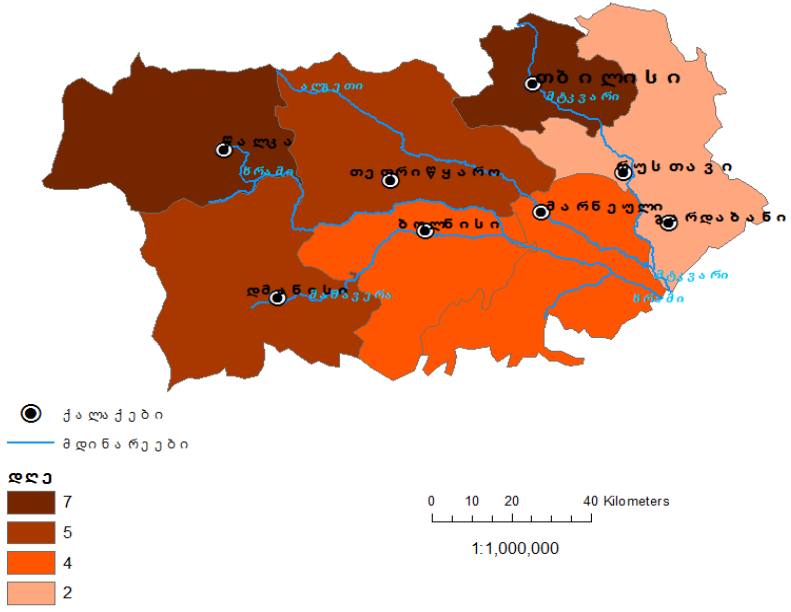 თბილისი
მტკვარი
ალგეთი
წალკა
ხრამი
თეთრიწყარო
რუსთავი
მარნეული
გარდაბანი
ბოლნისი
მტკვარი
ხრამი
დმანისი
მაშავერა
ქალაქები
მდინარეები
დღე
7
5
4
2
0 10 20 40 Kilometers
1:1,000,000